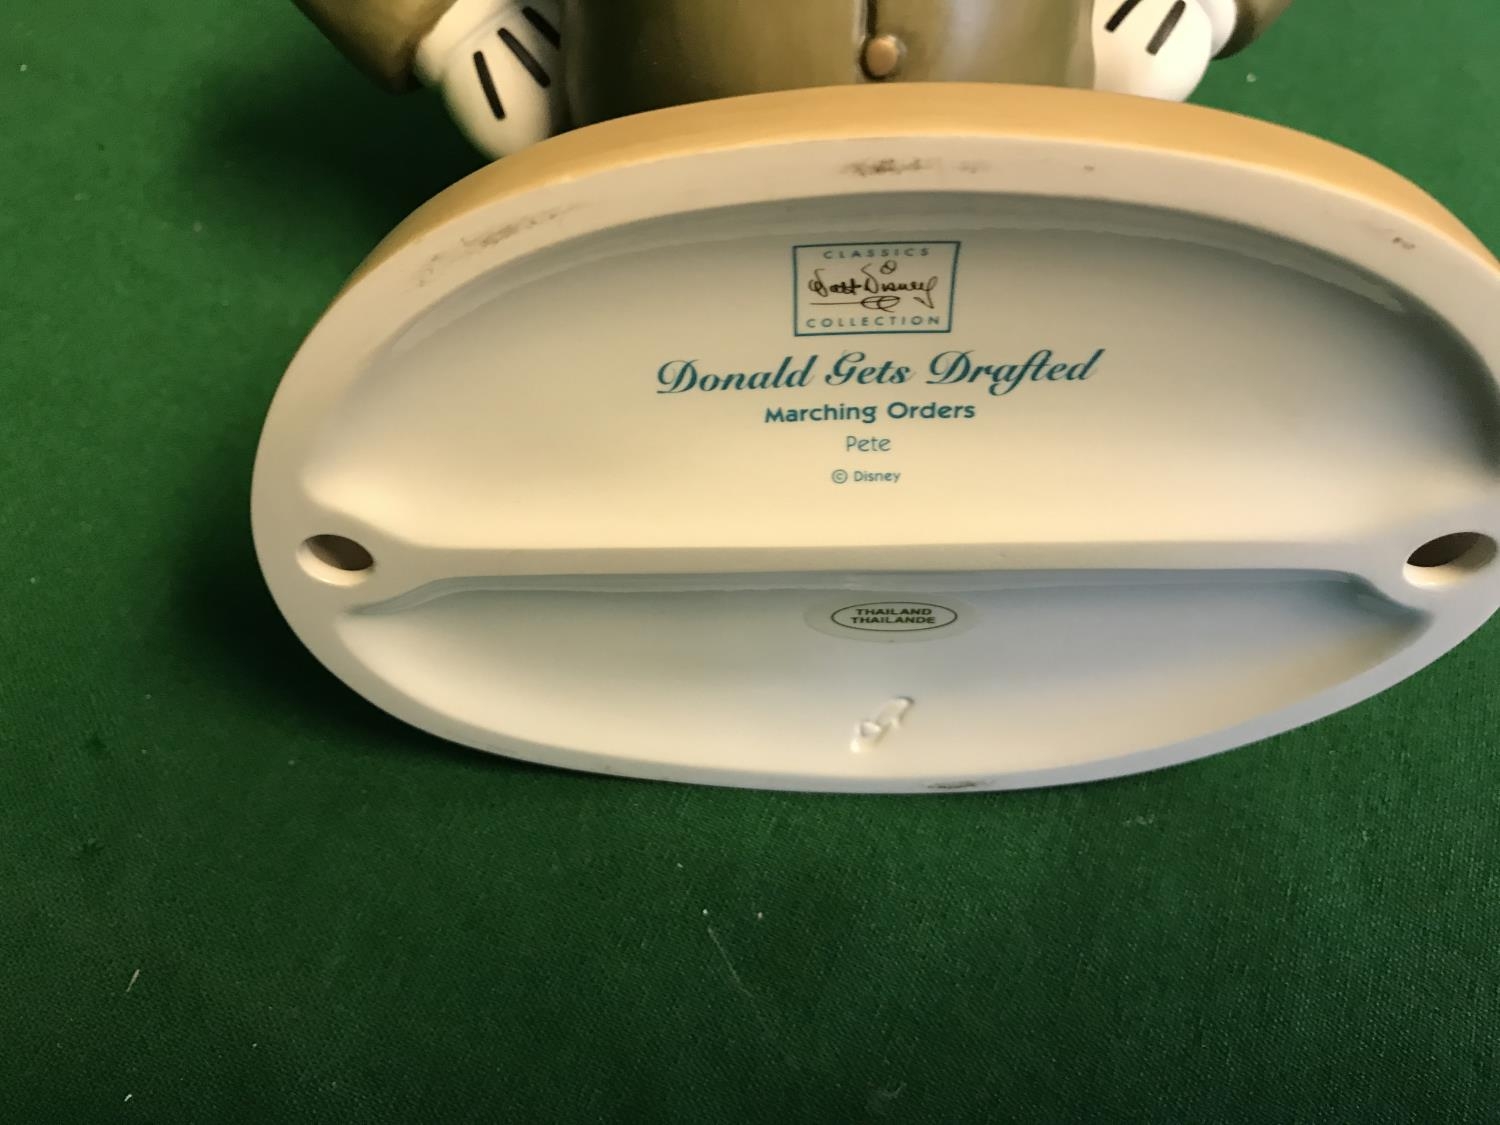 CLASSICS
Walt Disney
COLLECTION
Donald Gets Drafted
Marching Orders
Pete
© Disney
THAILAND
THAILANDE